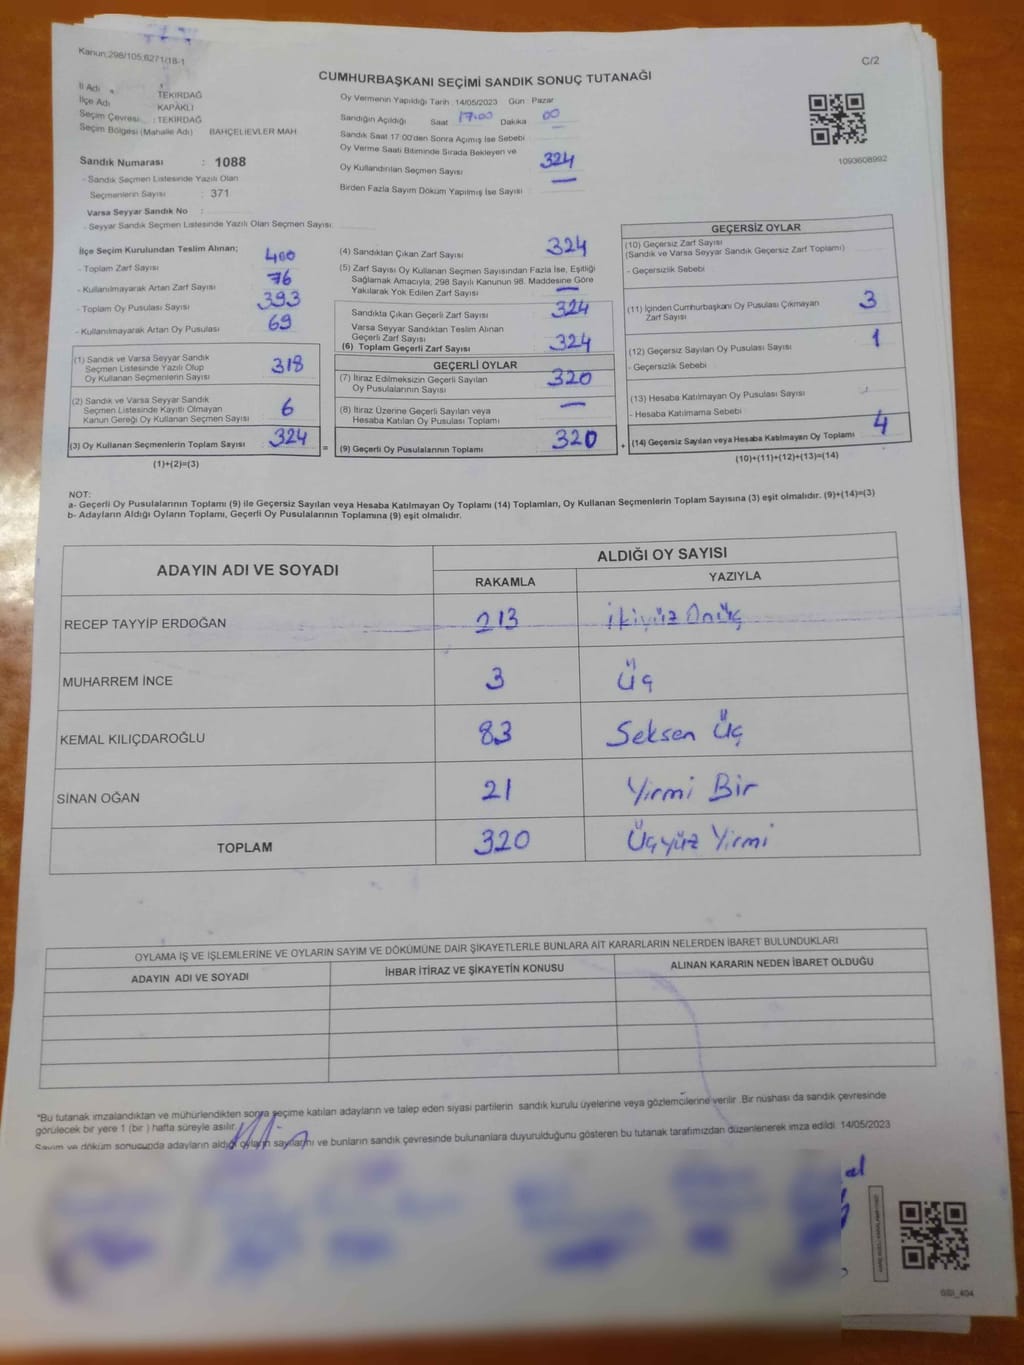 Kanun:298/105,6271/18-1
C/2
CUMHURBAŞKANI SEÇİMİ SANDIK SONUÇ TUTANAĞI
İl Adı : TEKİRDAĞ
İlçe Adı KAPAKLI
Seçim Çevresi : TEKİRDAĞ
Seçim Bölgesi (Mahalle Adı) BAHÇELİEVLER MAH
Sandık Numarası : 1088
- Sandık Seçmen Listesinde Yazılı Olan
Seçmenlerin Sayısı : 371
Varsa Seyyar Sandık No :
- Seyyar Sandık Seçmen Listesinde Yazılı Olan Seçmen Sayısı:
Oy Vermenin Yapıldığı Tarih : 14/05/2023 Gün : Pazar
Sandığın Açıldığı Saat 17:00 Dakika 00
Sandık Saat 17:00'den Sonra Açımış İse Sebebi —
Oy Verme Saati Bitiminde Sırada Bekleyen ve
Oy Kullandırılan Seçmen Sayısı 324
Birden Fazla Sayım Döküm Yapılmış İse Sayısı —
1093608992
İlçe Seçim Kurulundan Teslim Alınan;
- Toplam Zarf Sayısı 400
- Kullanılmayarak Artan Zarf Sayısı 76
- Toplam Oy Pusulası Sayısı 393
- Kullanılmayarak Artan Oy Pusulası 69
(1) Sandık ve Varsa Seyyar Sandık
Seçmen Listesinde Yazılı Olup
Oy Kullanan Seçmenlerin Sayısı 318
(2) Sandık ve Varsa Seyyar Sandık
Seçmen Listesinde Kayıtlı Olmayan
Kanun Gereği Oy Kullanan Seçmen Sayısı 6
(3) Oy Kullanan Seçmenlerin Toplam Sayısı 324
(1)+(2)=(3)
=
(4) Sandıktan Çıkan Zarf Sayısı 324
(5) Zarf Sayısı Oy Kullanan Seçmen Sayısından Fazla İse, Eşitliği
Sağlamak Amacıyla, 298 Sayılı Kanunun 98. Maddesine Göre
Yakılarak Yok Edilen Zarf Sayısı —
Sandıkta Çıkan Geçerli Zarf Sayısı 324
Varsa Seyyar Sandıktan Teslim Alınan
Geçerli Zarf Sayısı
(6) Toplam Geçerli Zarf Sayısı 324
GEÇERLİ OYLAR
(7) İtiraz Edilmeksizin Geçerli Sayılan
Oy Pusulalarının Sayısı 320
(8) İtiraz Üzerine Geçerli Sayılan veya
Hesaba Katılan Oy Pusulası Toplamı —
(9) Geçerli Oy Pusulalarının Toplamı 320
+
GEÇERSİZ OYLAR
(10) Geçersiz Zarf Sayısı
(Sandık ve Varsa Seyyar Sandık Geçersiz Zarf Toplamı)
- Geçersizlik Sebebi
(11) İçinden Cumhurbaşkanı Oy Pusulası Çıkmayan
Zarf Sayısı 3
(12) Geçersiz Sayılan Oy Pusulası Sayısı 1
- Geçersizlik Sebebi
(13) Hesaba Katılmayan Oy Pusulası Sayısı
- Hesaba Katılmama Sebebi
(14) Geçersiz Sayılan veya Hesaba Katılmayan Oy Toplamı 4
(10)+(11)+(12)+(13)=(14)
NOT:
a- Geçerli Oy Pusulalarının Toplamı (9) ile Geçersiz Sayılan veya Hesaba Katılmayan Oy Toplamı (14) Toplamları, Oy Kullanan Seçmenlerin Toplam Sayısına (3) eşit olmalıdır. (9)+(14)=(3)
b- Adayların Aldığı Oyların Toplamı, Geçerli Oy Pusulalarının Toplamına (9) eşit olmalıdır.
ADAYIN ADI VE SOYADI
ALDIĞI OY SAYISI
RAKAMLA YAZIYLA
RECEP TAYYİP ERDOĞAN 213 İkiyüz Onüç
MUHARREM İNCE 3 Üç
KEMAL KILIÇDAROĞLU 83 Seksen Üç
SİNAN OĞAN 21 Yirmi Bir
TOPLAM 320 Üçyüz Yirmi
OYLAMA İŞ VE İŞLEMLERİNE VE OYLARIN SAYIM VE DÖKÜMÜNE DAİR ŞİKAYETLERLE BUNLARA AİT KARARLARIN NELERDEN İBARET BULUNDUKLARI
ADAYIN ADI VE SOYADI İHBAR İTİRAZ VE ŞİKAYETİN KONUSU ALINAN KARARIN NEDEN İBARET OLDUĞU
*Bu tutanak imzalandıktan ve mühürlendikten sonra seçime katılan adayların ve talep eden siyasi partilerin sandık kurulu üyelerine veya gözlemcilerine verilir .Bir nüshası da sandık çevresinde
görülecek bir yere 1 (bir ) hafta süreyle asılır.
Sayım ve döküm sonucunda adayların aldığı oyların sayılarını ve bunların sandık çevresinde bulunanlara duyurulduğunu gösteren bu tutanak tarafımızdan düzenlenerek imza edildi. 14/05/2023
GSI_404